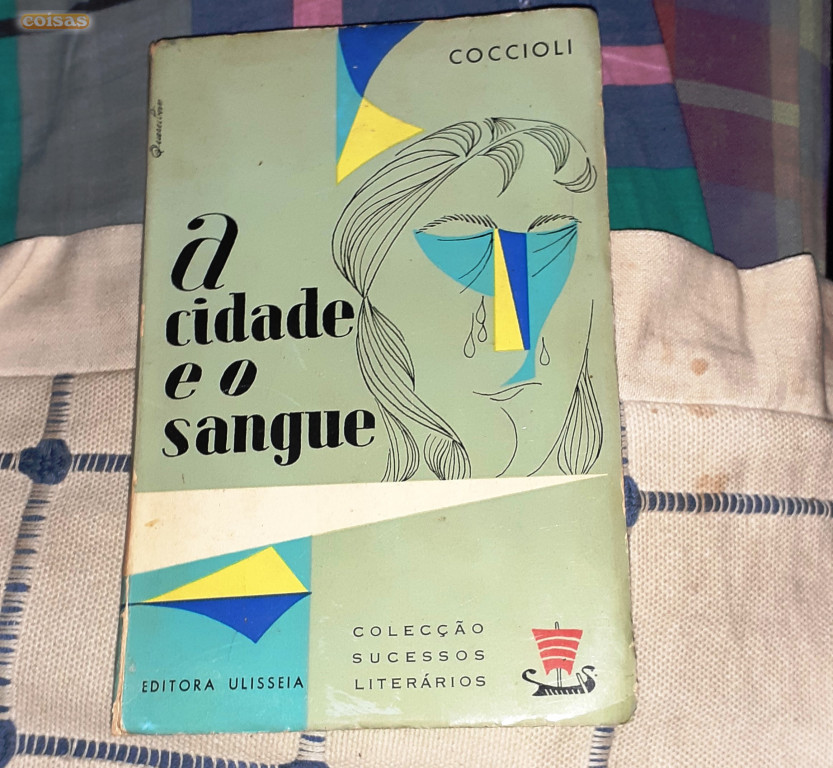 coisas
COCCIOLI
a
cidade
e o
sangue
COLECÇÃO
SUCESSOS
LITERÁRIOS
EDITORA ULISSEIA